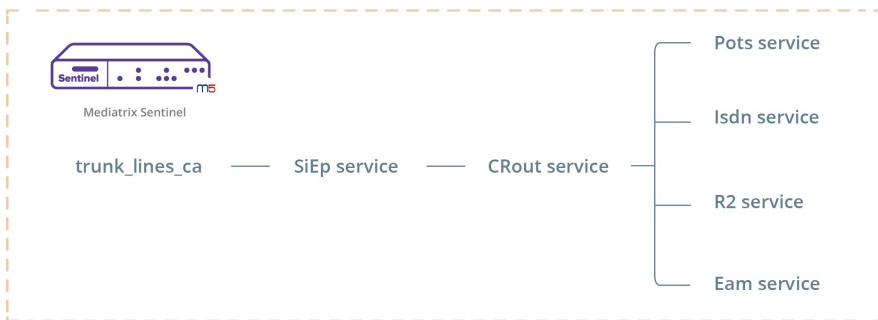 Sentinel
m5
Mediatrix Sentinel
trunk_lines_ca
SiEp service
CRout service
Pots service
Isdn service
R2 service
Eam service